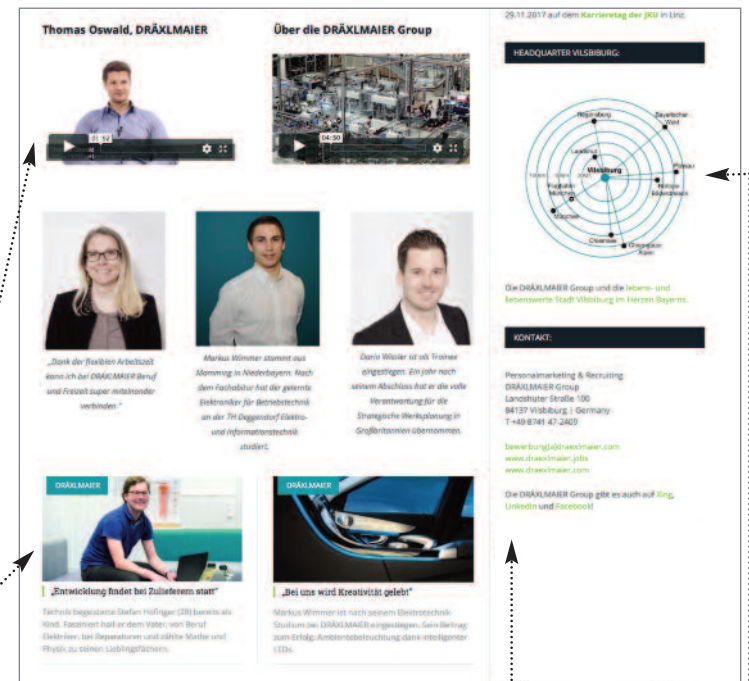 Thomas Oswald, DRÄXLMAIER
Über die DRÄXLMAIER Group
01:52
04:50
„Dank der flexiblen Arbeitszeit
kann ich bei DRÄXLMAIER Beruf
und Freizeit super miteinander
verbinden."
Markus Wimmer stammt aus
Mamming in Niederbayern. Nach
dem Fachabitur hat der gelernte
Elektroniker für Betriebstechnik
an der TH Deggendorf Elektro-
und Informationstechnik
studiert.
Dario Wissler ist als Trainee
eingestiegen. Ein Jahr nach
seinem Abschluss hat er die volle
Verantwortung für die
Strategische Werksplanung in
Großbritannien übernommen.
DRÄXLMAIER
„Entwicklung findet bei Zulieferern statt"
Technik begeisterte Stefan Hofinger (28) bereits als
Kind. Fasziniert half er dem Vater, von Beruf
Elektriker, bei Reparaturen und zählte Mathe und
Physik zu seinen Lieblingsfächern.
DRÄXLMAIER
„Bei uns wird Kreativität gelebt"
Markus Wimmer ist nach seinem Elektrotechnik-
Studium bei DRÄXLMAIER eingestiegen. Sein Beitrag
zum Erfolg: Ambientebeleuchtung dank intelligenter
LEDs.
29.11.2017 auf dem Karrieretag der JKU in Linz.
HEADQUARTER VILSBIBURG:
Regensburg
Bayerischer
Wald
Landshut
Passau
Vilsbiburg
Flughafen
München
München
Chiemsee
Chiemgauer
Alpen
Die DRÄXLMAIER Group und die lebens- und
liebenswerte Stadt Vilsbiburg im Herzen Bayerns.
KONTAKT:
Personalmarketing & Recruiting
DRÄXLMAIER Group
Landshuter Straße 100
84137 Vilsbiburg | Germany
T +49 8741 47-2409
bewerbung(a)draexlmaier.com
www.draexlmaier.jobs
www.draexlmaier.com
Die DRÄXLMAIER Group gibt es auch auf Xing,
LinkedIn und Facebook!